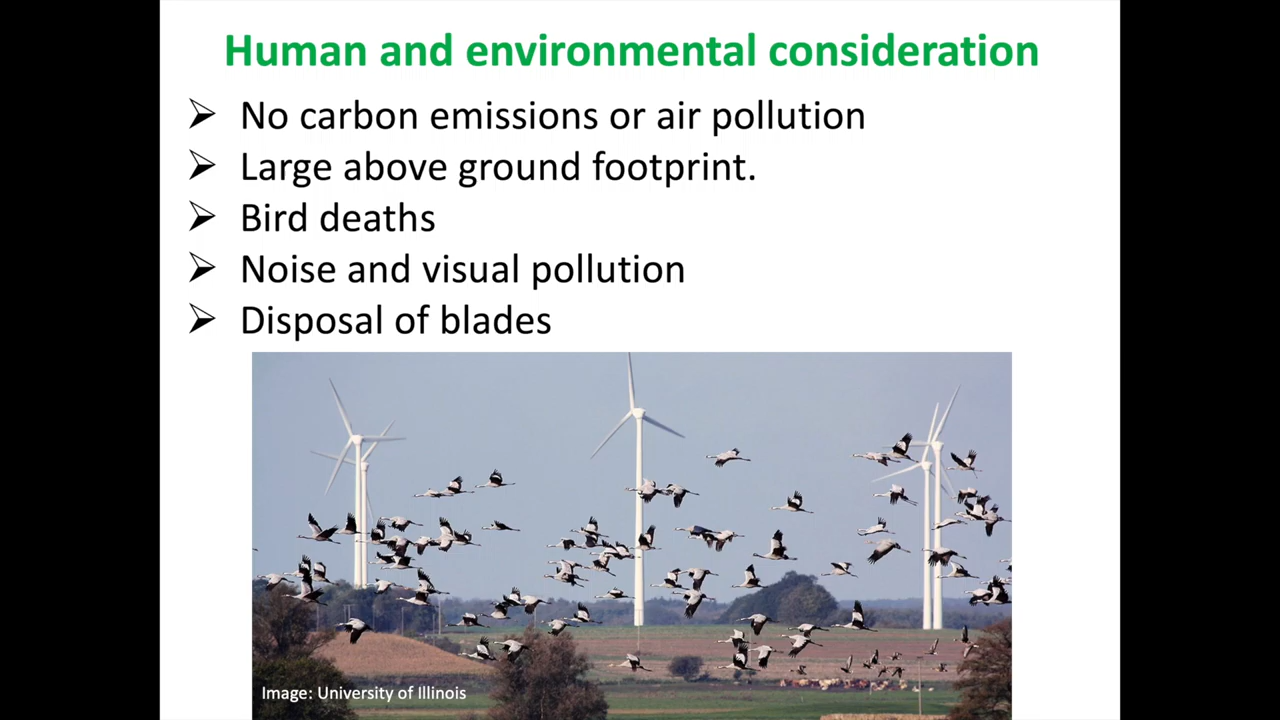 Human and environmental consideration
➢ No carbon emissions or air pollution
➢ Large above ground footprint.
➢ Bird deaths
➢ Noise and visual pollution
➢ Disposal of blades
Image: University of Illinois